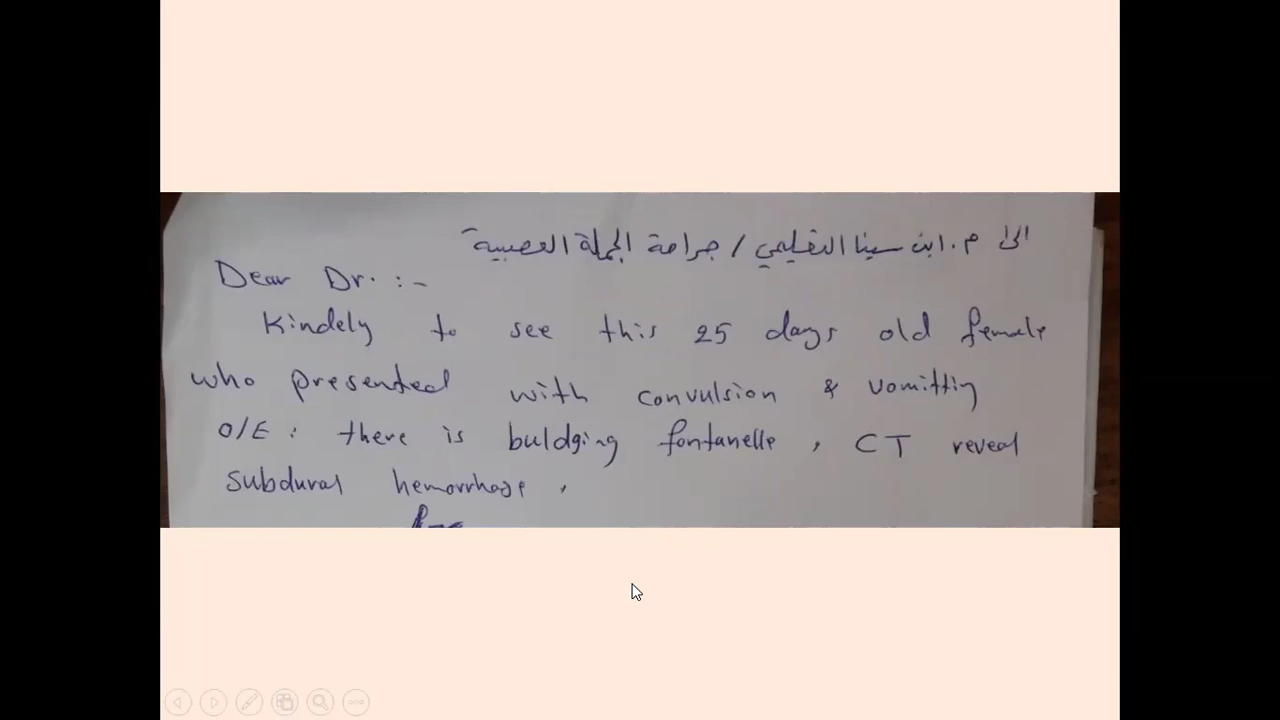 الى م. ابن سينا التعليمي / جراحة الجملة العصبية
Dear Dr. :-
Kindely to see this 25 days old female
who presented with convulsion & vomitting
O/E : there is buldging fontanelle , CT reveal
subdural hemorrhage ,